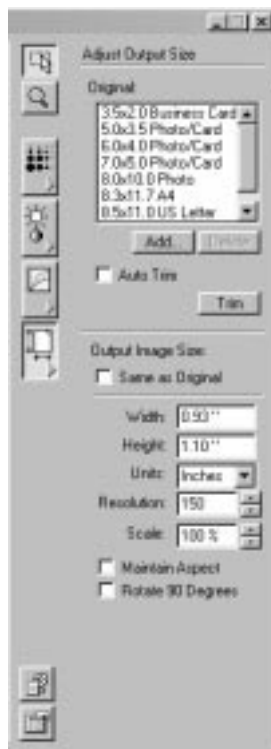 Adjust Output Size
Original:
3.5x2.0 Business Card
5.0x3.5 Photo/Card
6.0x4.0 Photo/Card
7.0x5.0 Photo/Card
8.0x10.0 Photo
8.3x11.7 A4
8.5x11.0 US Letter
Add... Delete
Auto Trim
Trim
Output Image Size:
Same as Original
Width: 0.93"
Height: 1.10"
Units: Inches
Resolution: 150
Scale: 100 %
Maintain Aspect
Rotate 90 Degrees